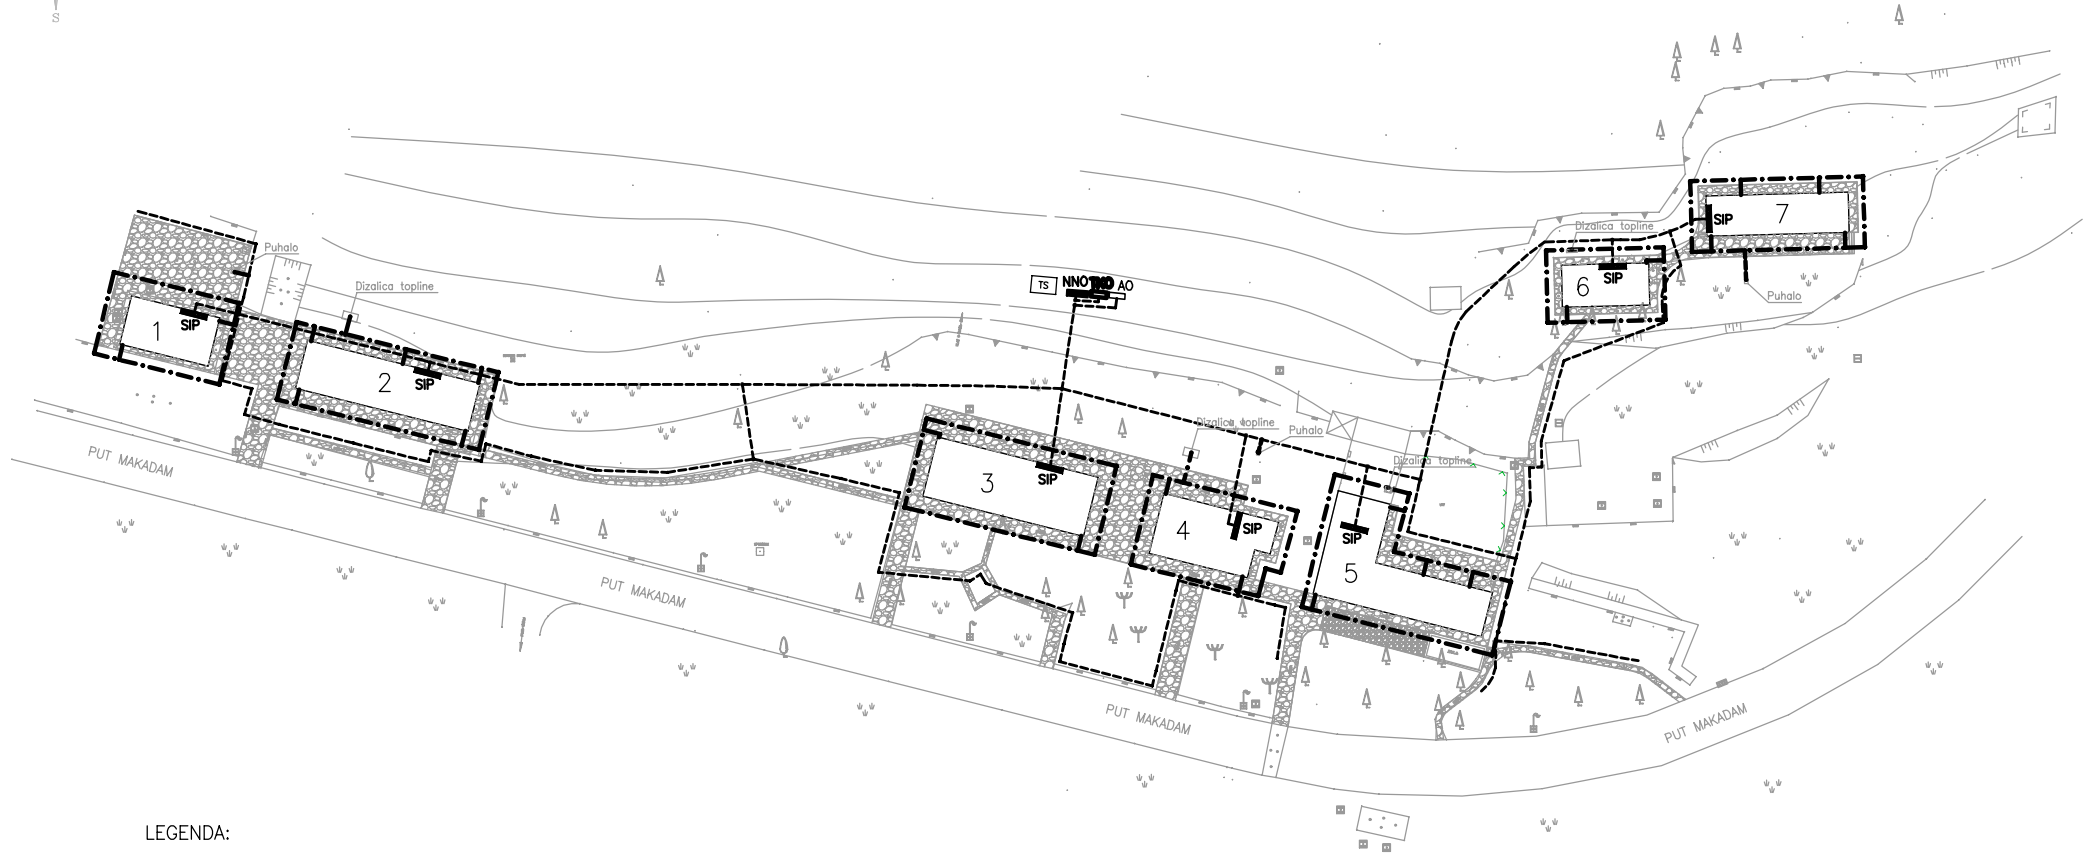 S
Puhalo
Dizalica topline
1
SIP
2
SIP
TS
NNO
AO
Dizalica topline
6
SIP
SIP
7
Puhalo
Dizalica topline
Puhalo
Dizalica topline
3
SIP
4
SIP
SIP
5
PUT MAKADAM
PUT MAKADAM
PUT MAKADAM
PUT MAKADAM
LEGENDA: